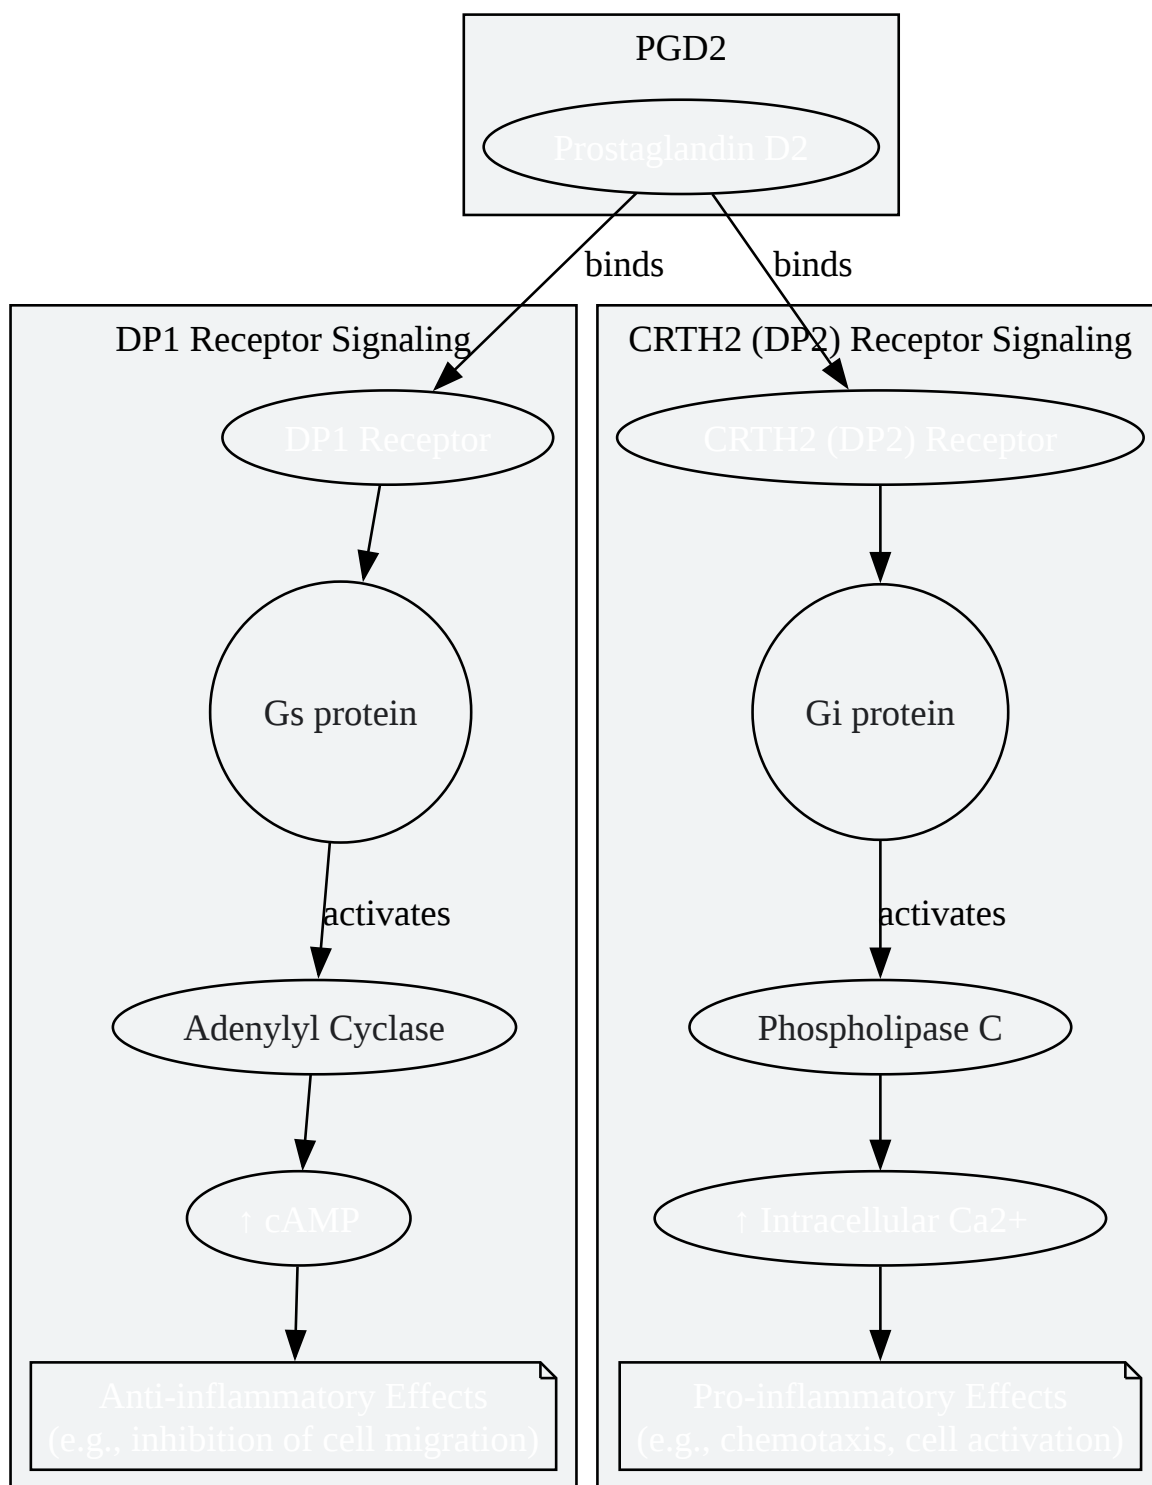 PGD2
Prostaglandin D2
binds
binds
DP1 Receptor Signaling
CRTH2 (DP2) Receptor Signaling
DP1 Receptor
CRTH2 (DP2) Receptor
Gs protein
Gi protein
activates
activates
Adenylyl Cyclase
Phospholipase C
↑ cAMP
↑ Intracellular Ca2+
Anti-inflammatory Effects
(e.g., inhibition of cell migration)
Pro-inflammatory Effects
(e.g., chemotaxis, cell activation)